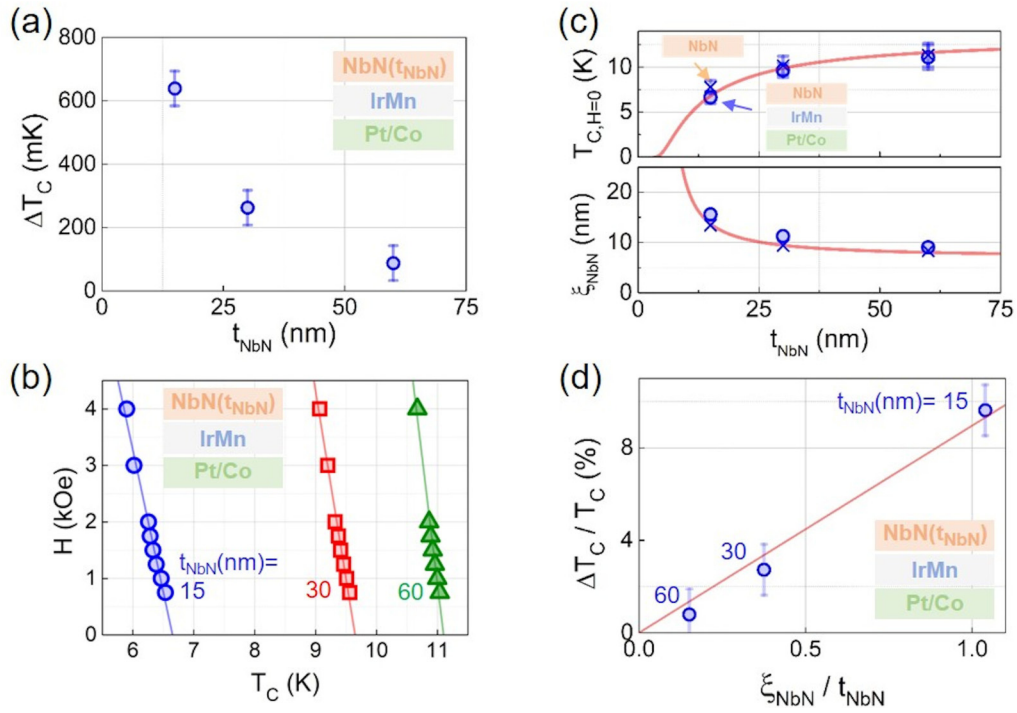 (a)
800
600
400
200
0
ΔT_C (mK)
NbN(t_NbN)
IrMn
Pt/Co
0 25 50 75
t_NbN (nm)
(b)
4
3
2
1
0
H (kOe)
NbN(t_NbN)
IrMn
Pt/Co
t_NbN(nm)=
15 30 60
6 7 8 9 10 11
T_C (K)
(c)
10
5
0
T_C,H=0 (K)
NbN
NbN
IrMn
Pt/Co
20
10
0
ξ_NbN (nm)
0 25 50 75
t_NbN (nm)
(d)
8
4
0
ΔT_C / T_C (%)
t_NbN(nm)= 15
30
60
NbN(t_NbN)
IrMn
Pt/Co
0.0 0.5 1.0
ξ_NbN / t_NbN